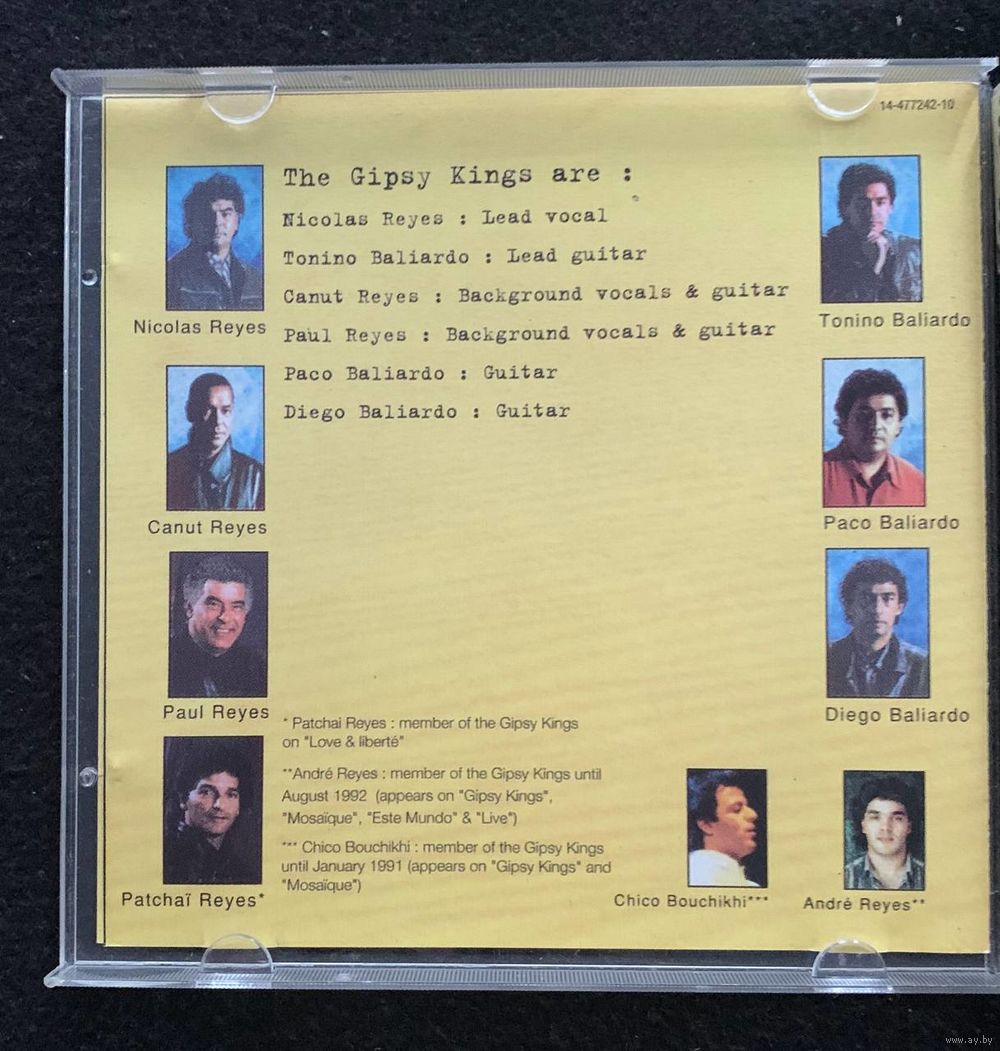 14-477242-10
The Gipsy Kings are :
Nicolas Reyes : Lead vocal
Tonino Baliardo : Lead guitar
Canut Reyes : Background vocals & guitar
Paul Reyes : Background vocals & guitar
Paco Baliardo : Guitar
Diego Baliardo : Guitar
Nicolas Reyes
Tonino Baliardo
Canut Reyes
Paco Baliardo
Paul Reyes
Diego Baliardo
* Patchai Reyes : member of the Gipsy Kings
on "Love & liberté"
**André Reyes : member of the Gipsy Kings until
August 1992 (appears on "Gipsy Kings",
"Mosaïque", "Este Mundo" & "Live")
*** Chico Bouchikhi : member of the Gipsy Kings
until January 1991 (appears on "Gipsy Kings" and
"Mosaïque")
Patchaï Reyes*
Chico Bouchikhi***
André Reyes**
www.ay.by